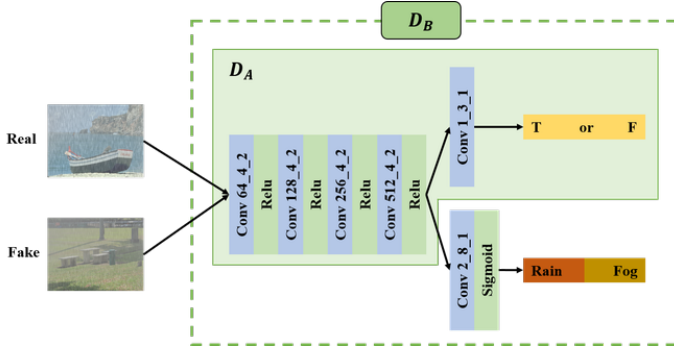 D_B
D_A
Real
Fake
Conv 64_4_2
Relu
Conv 128_4_2
Relu
Conv 256_4_2
Relu
Conv 512_4_2
Relu
Conv 1_3_1
T or F
Conv 2_8_1
Sigmoid
Rain Fog